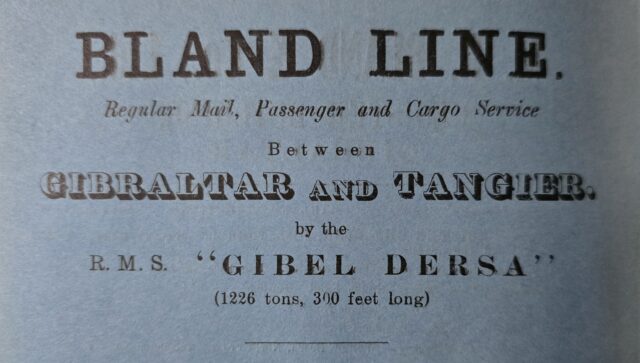 BLAND LINE.
Regular Mail, Passenger and Cargo Service
Between
GIBRALTAR AND TANGIER.
by the
R. M. S. "GIBEL DERSA"
(1226 tons, 300 feet long)